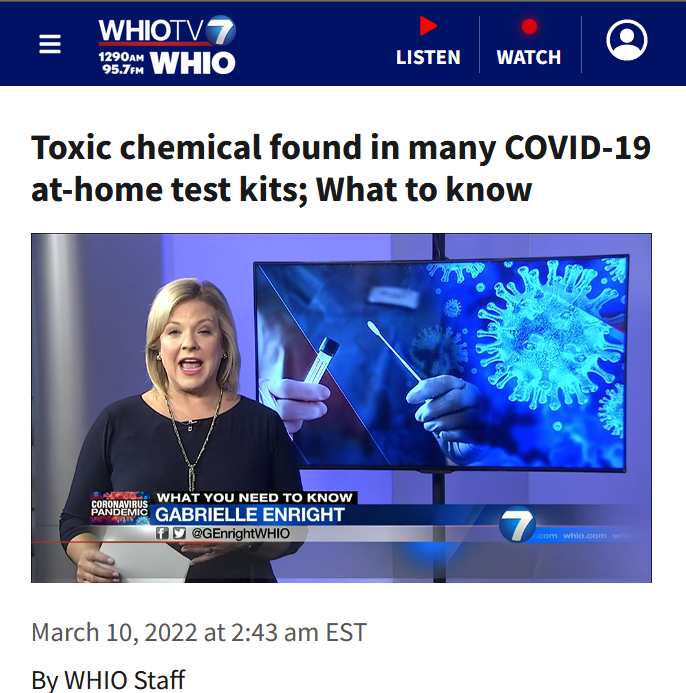 WHIOTV 7
1290AM
95.7FM WHIO
LISTEN
WATCH
Toxic chemical found in many COVID-19
at-home test kits; What to know
CORONAVIRUS
PANDEMIC
WHAT YOU NEED TO KNOW
GABRIELLE ENRIGHT
@GEnrightWHIO
7
.com whio.com
March 10, 2022 at 2:43 am EST
By WHIO Staff